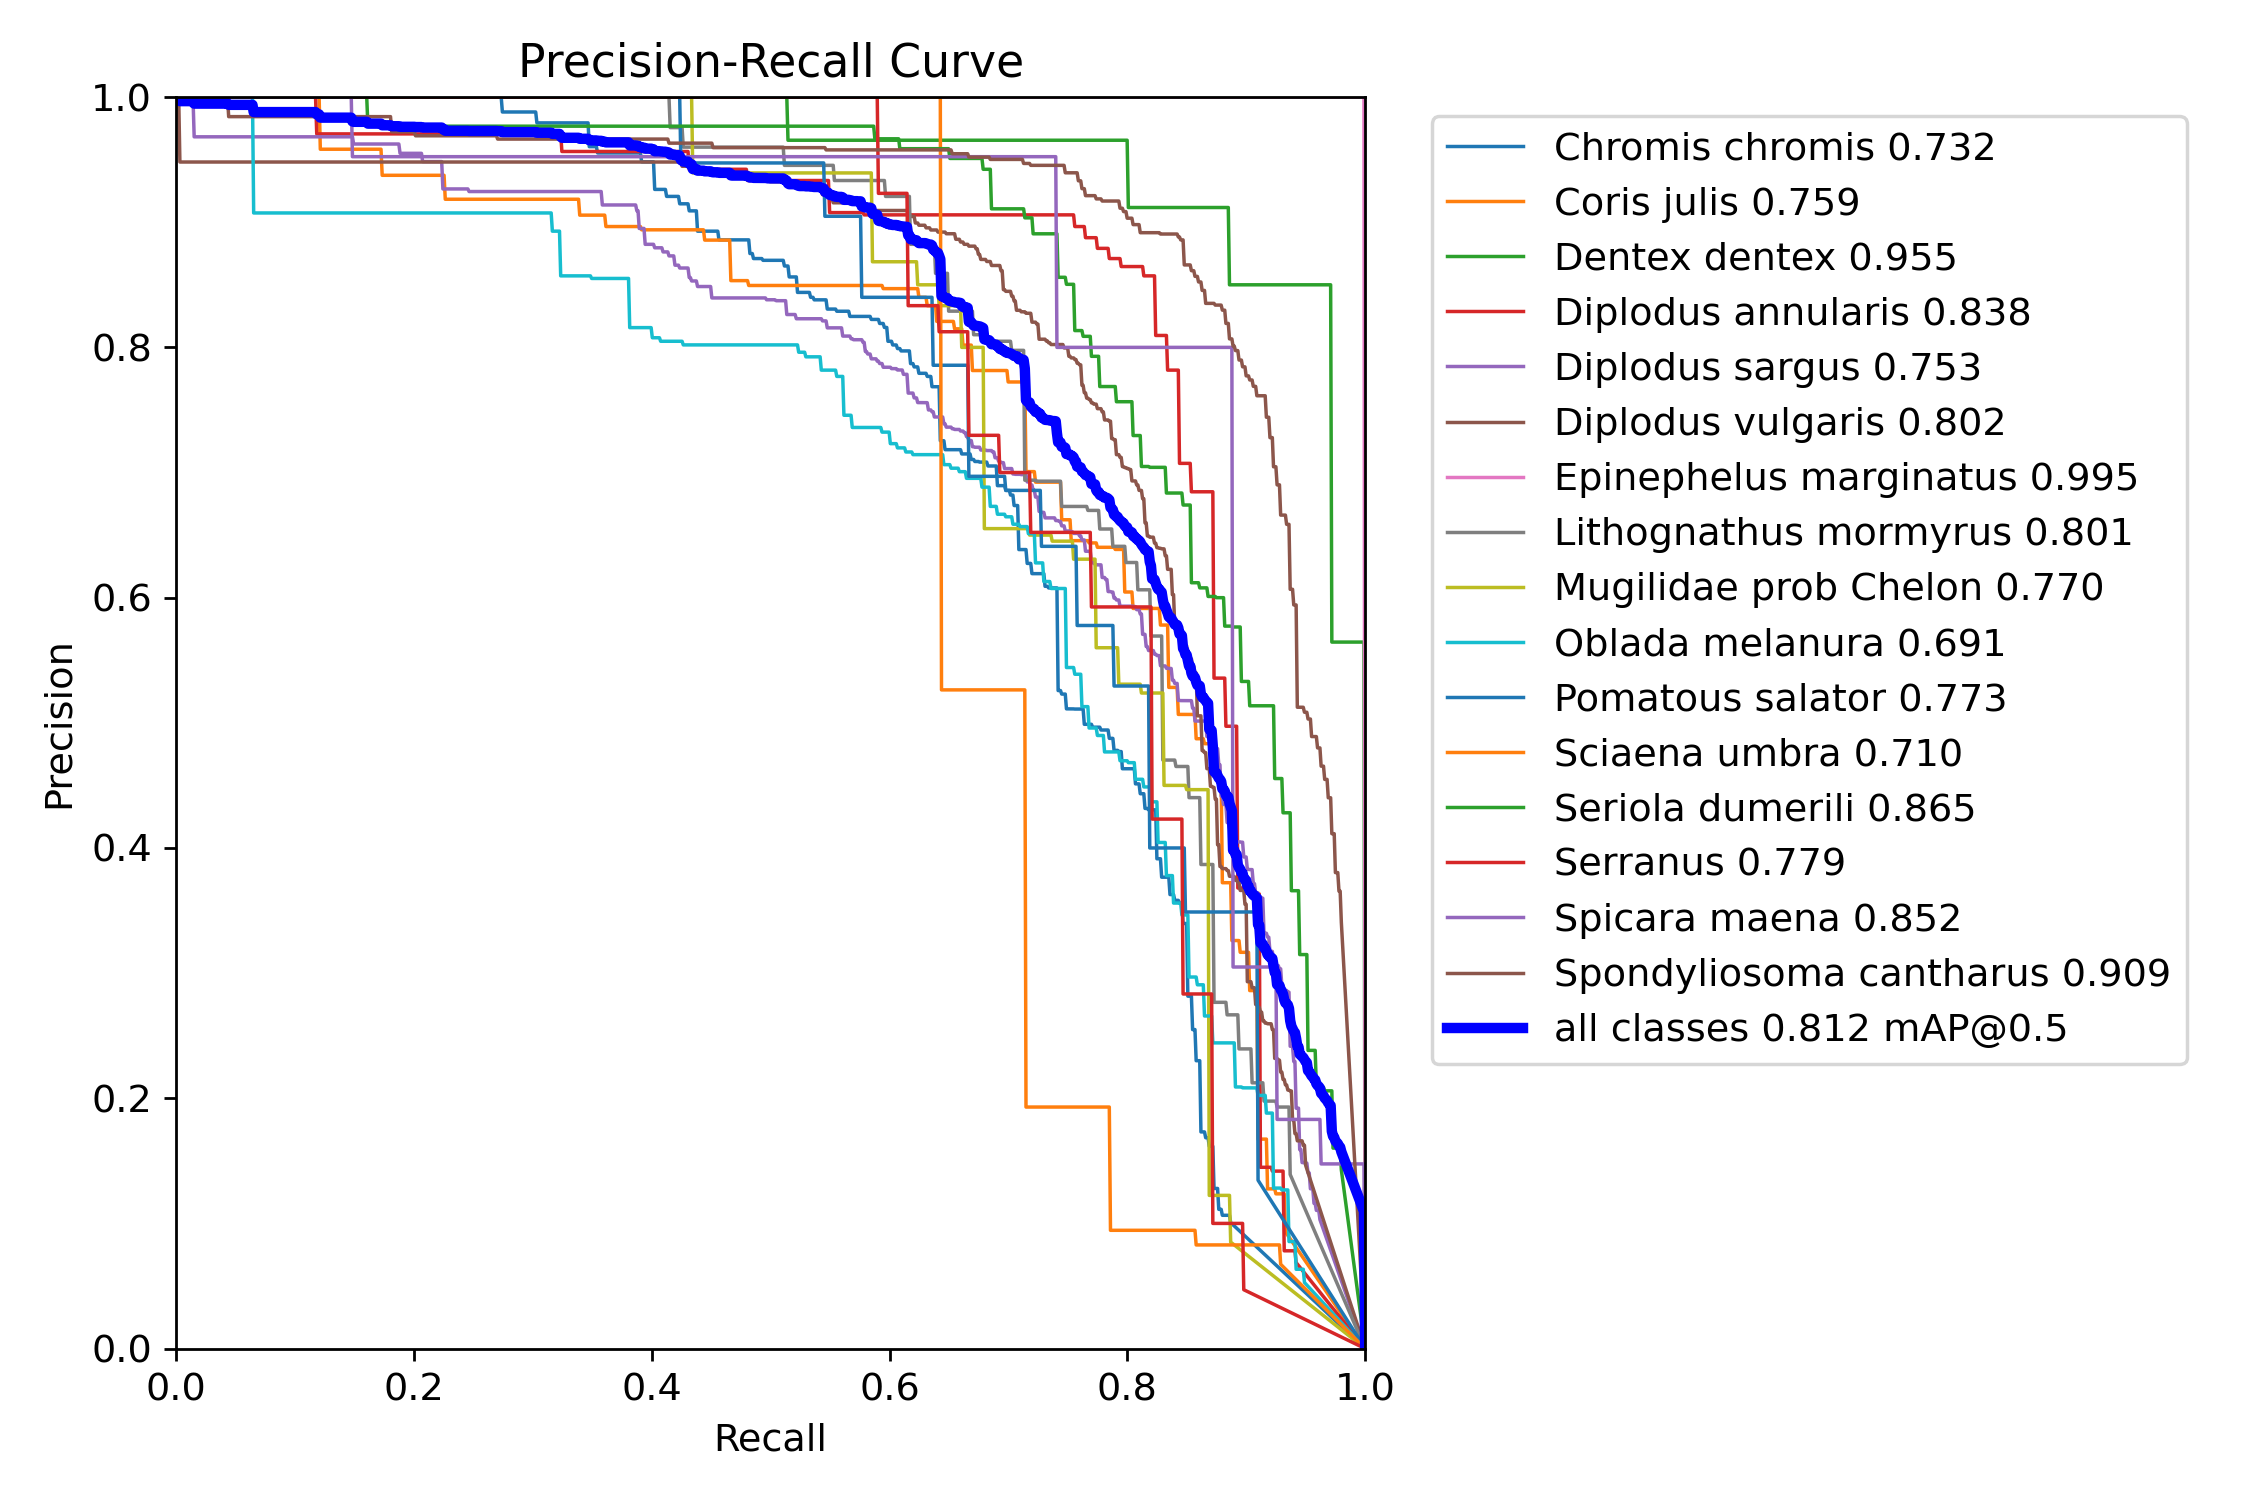 Precision-Recall Curve
1.0
0.8
0.6
0.4
0.2
0.0
Precision
0.0 0.2 0.4 0.6 0.8 1.0
Recall
Chromis chromis 0.732
Coris julis 0.759
Dentex dentex 0.955
Diplodus annularis 0.838
Diplodus sargus 0.753
Diplodus vulgaris 0.802
Epinephelus marginatus 0.995
Lithognathus mormyrus 0.801
Mugilidae prob Chelon 0.770
Oblada melanura 0.691
Pomatous salator 0.773
Sciaena umbra 0.710
Seriola dumerili 0.865
Serranus 0.779
Spicara maena 0.852
Spondyliosoma cantharus 0.909
all classes 0.812 mAP@0.5